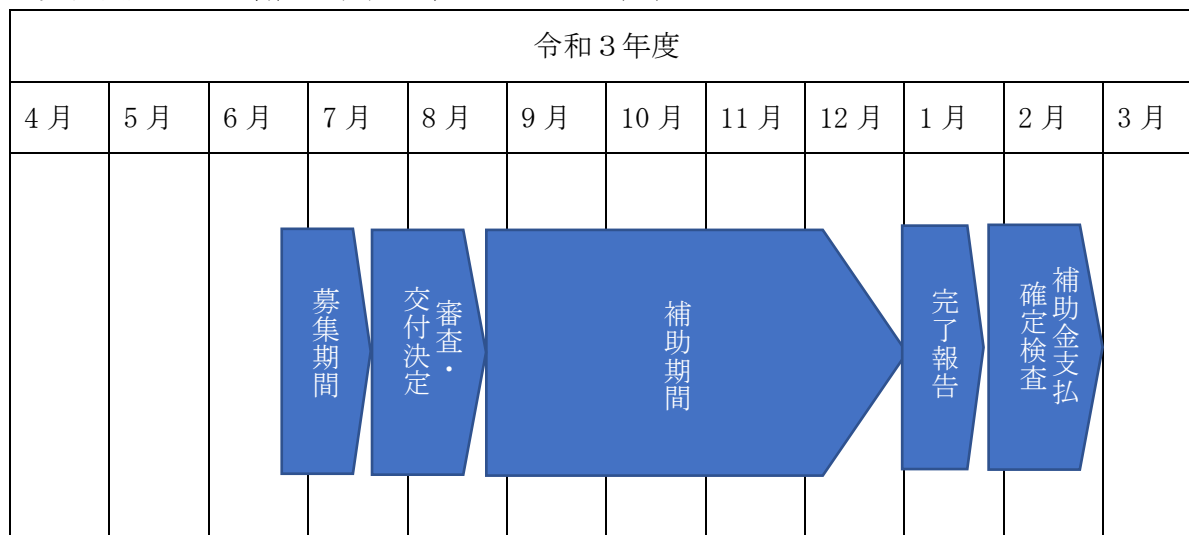 令和３年度
4月
5月
6月
7月
8月
9月
10月
11月
12月
1月
2月
3月
募集期間
審査・
交付決定
補助期間
完了報告
補助金支払
確定検査